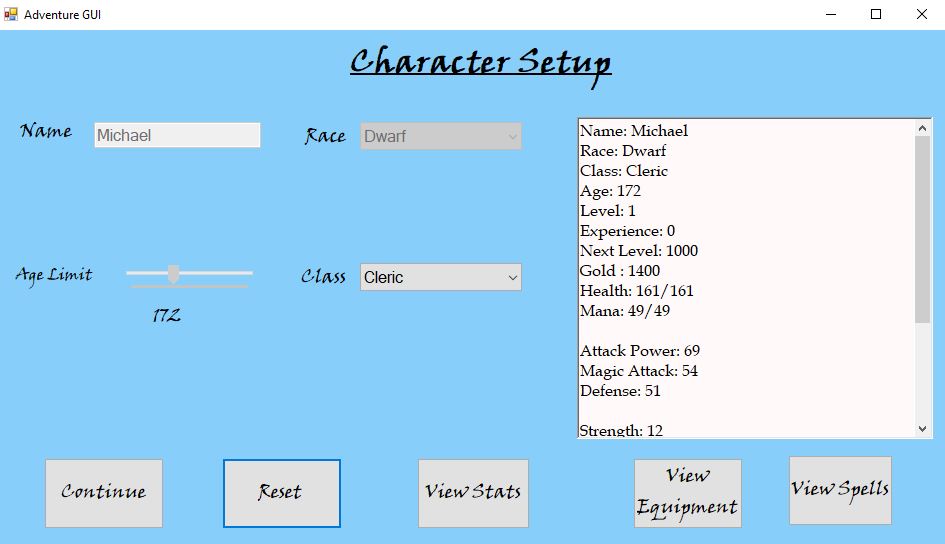 Adventure GUI
Character Setup
Name
Michael
Race
Dwarf
Age Limit
172
Class
Cleric
Name: Michael
Race: Dwarf
Class: Cleric
Age: 172
Level: 1
Experience: 0
Next Level: 1000
Gold : 1400
Health: 161/161
Mana: 49/49
Attack Power: 69
Magic Attack: 54
Defense: 51
Strength: 12
Continue
Reset
View Stats
View
Equipment
View Spells